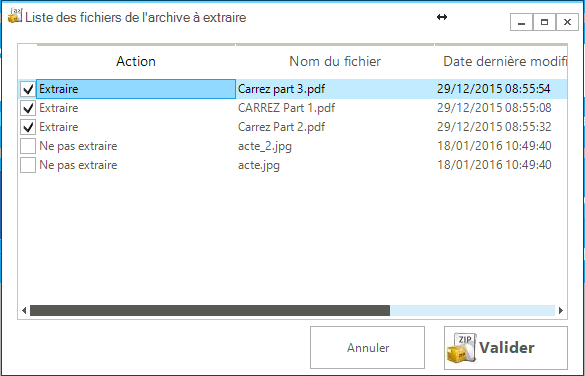 Liste des fichiers de l'archive à extraire
Action Nom du fichier Date dernière modifi
Extraire Carrez part 3.pdf 29/12/2015 08:55:54
Extraire CARREZ Part 1.pdf 29/12/2015 08:55:08
Extraire Carrez Part 2.pdf 29/12/2015 08:55:32
Ne pas extraire acte_2.jpg 18/01/2016 10:49:40
Ne pas extraire acte.jpg 18/01/2016 10:49:40
Annuler ZIP Valider